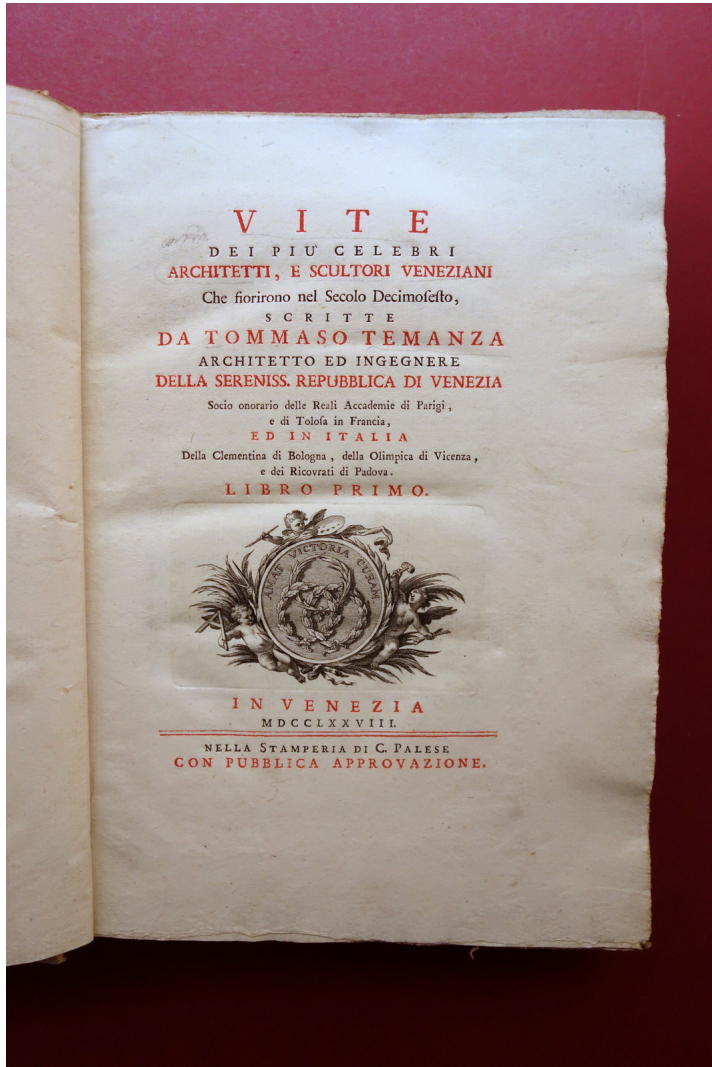 VITE
DEI PIU' CELEBRI
ARCHITETTI, E SCULTORI VENEZIANI
Che fiorirono nel Secolo Decimoſeſto,
SCRITTE
DA TOMMASO TEMANZA
ARCHITETTO ED INGEGNERE
DELLA SERENISS. REPUBBLICA DI VENEZIA
Socio onorario delle Reali Accademie di Parigi,
e di Toloſa in Francia,
ED IN ITALIA
Della Clementina di Bologna, della Olimpica di Vicenza,
e dei Ricovrati di Padova.
LIBRO PRIMO.
AMAT VICTORIA CURAM
IN VENEZIA
MDCCLXXVIII.
NELLA STAMPERIA DI C. PALESE
CON PUBBLICA APPROVAZIONE.